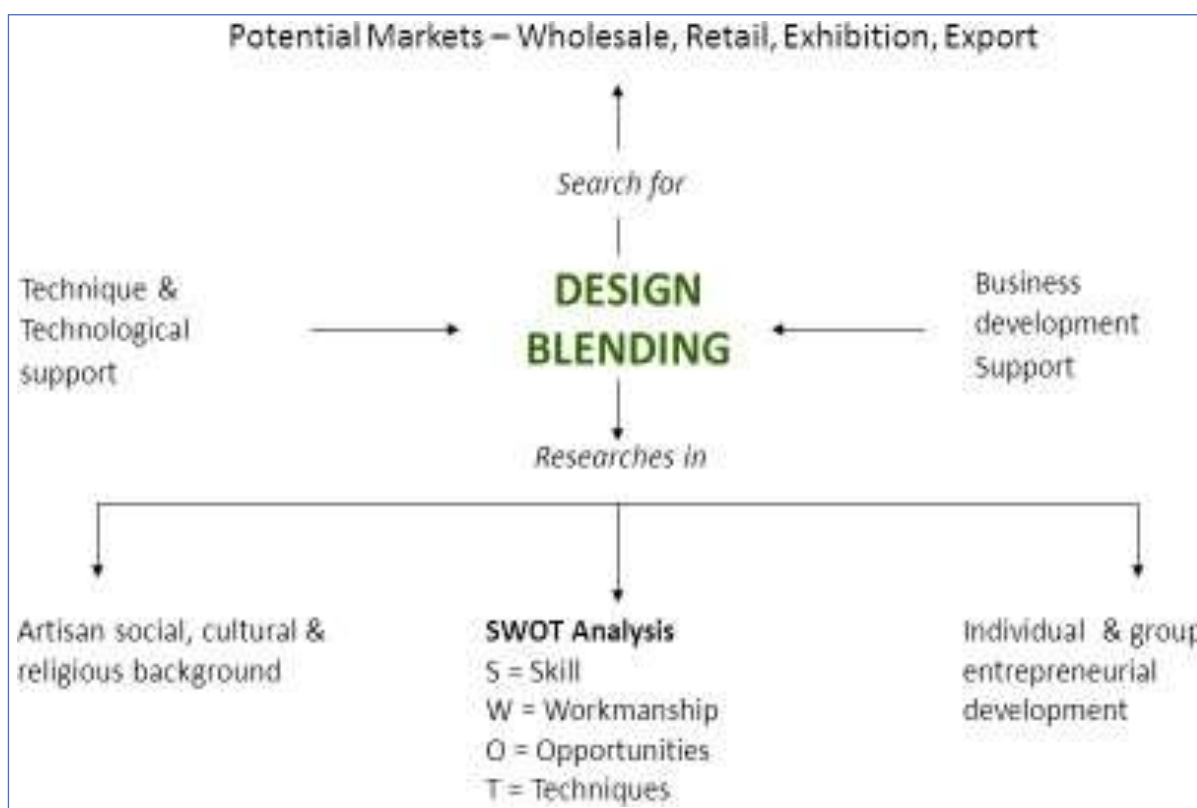 Potential Markets – Wholesale, Retail, Exhibition, Export
Search for
Technique &
Technological
support
DESIGN
BLENDING
Business
development
Support
Researches in
Artisan social, cultural &
religious background
SWOT Analysis
S = Skill
W = Workmanship
O = Opportunities
T = Techniques
Individual & group
entrepreneurial
development